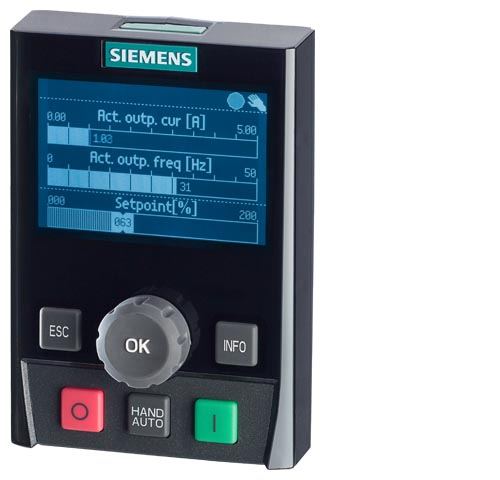 SIEMENS
Act. outp. cur [A]
0.00 5.00
1.03
Act. outp. freq [Hz]
0 50
31
Setpoint[%]
000 200
063
ESC
OK
INFO
O
HAND
AUTO
I